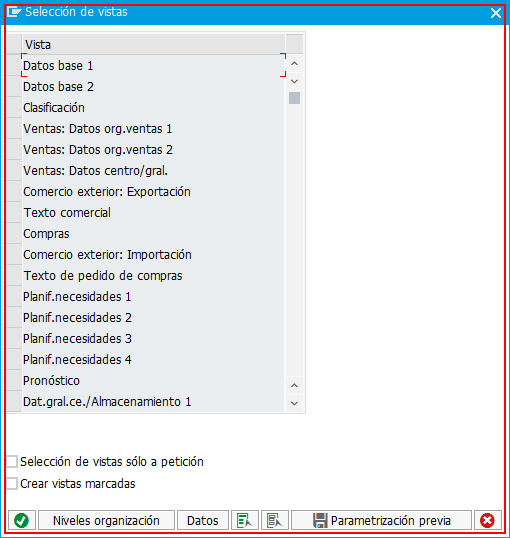 Selección de vistas
Vista
Datos base 1
Datos base 2
Clasificación
Ventas: Datos org.ventas 1
Ventas: Datos org.ventas 2
Ventas: Datos centro/gral.
Comercio exterior: Exportación
Texto comercial
Compras
Comercio exterior: Importación
Texto de pedido de compras
Planif.necesidades 1
Planif.necesidades 2
Planif.necesidades 3
Planif.necesidades 4
Pronóstico
Dat.gral.ce./Almacenamiento 1
Selección de vistas sólo a petición
Crear vistas marcadas
Niveles organización Datos Parametrización previa